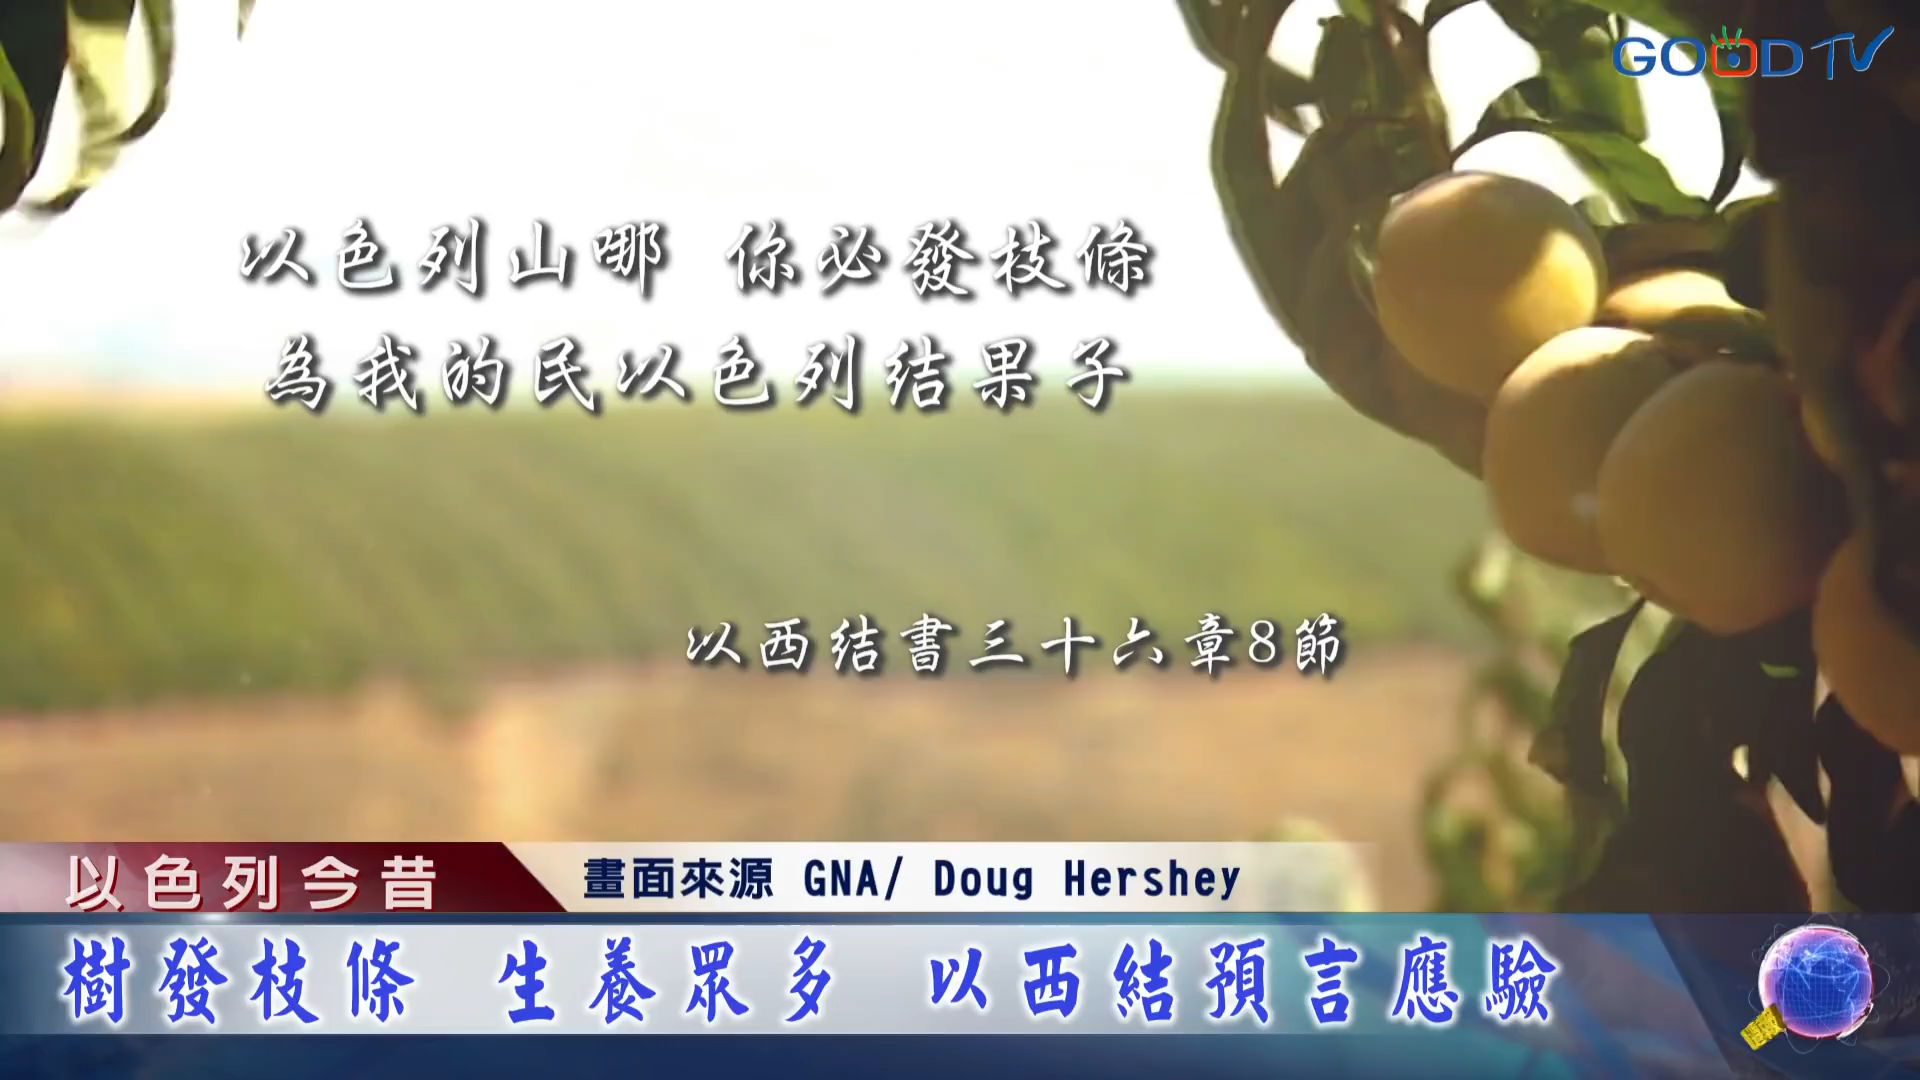 GOODTV
以色列山哪 你必發枝條
為我的民以色列结果子
以西结書三十六章8節
以色列今昔
畫面來源 GNA/ Doug Hershey
樹發枝條 生養眾多 以西結預言應驗